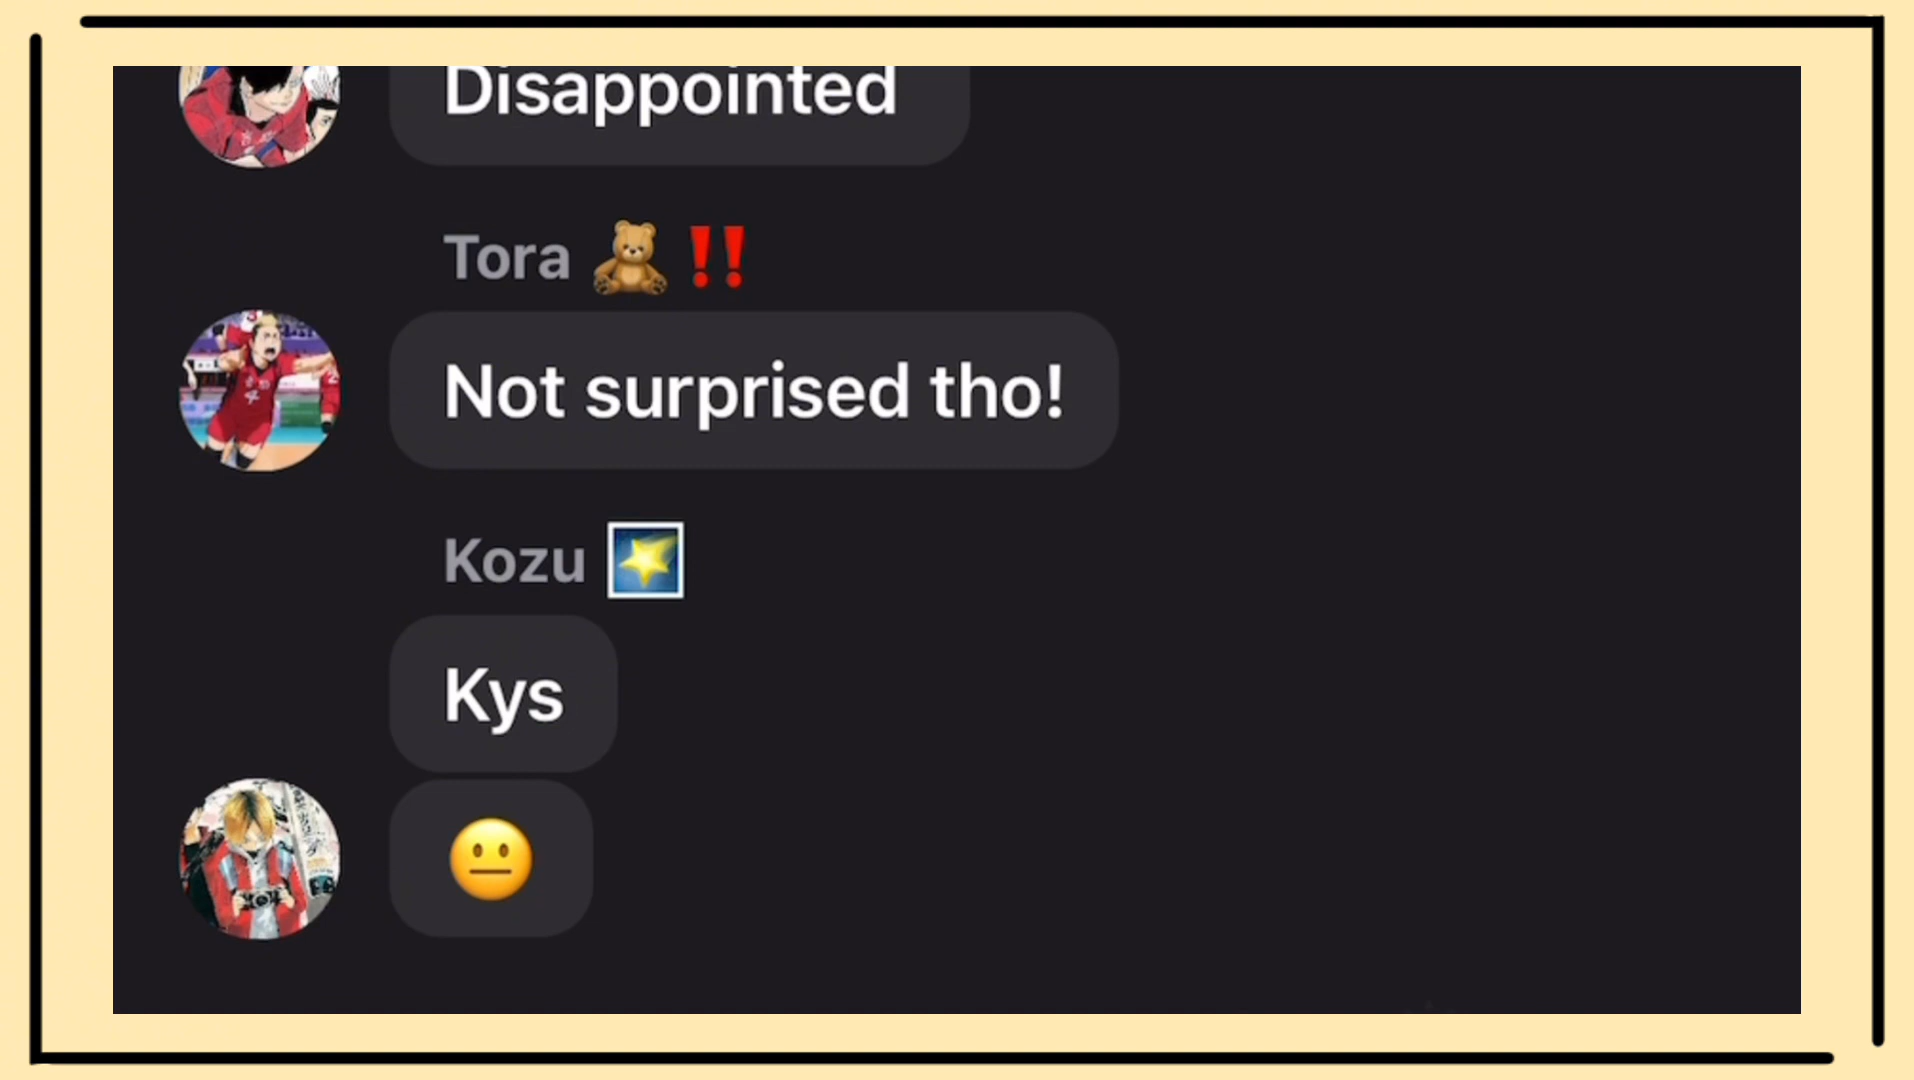 Disappointed
Tora 🧸‼️
Not surprised tho!
Kozu 🌠
Kys
😐